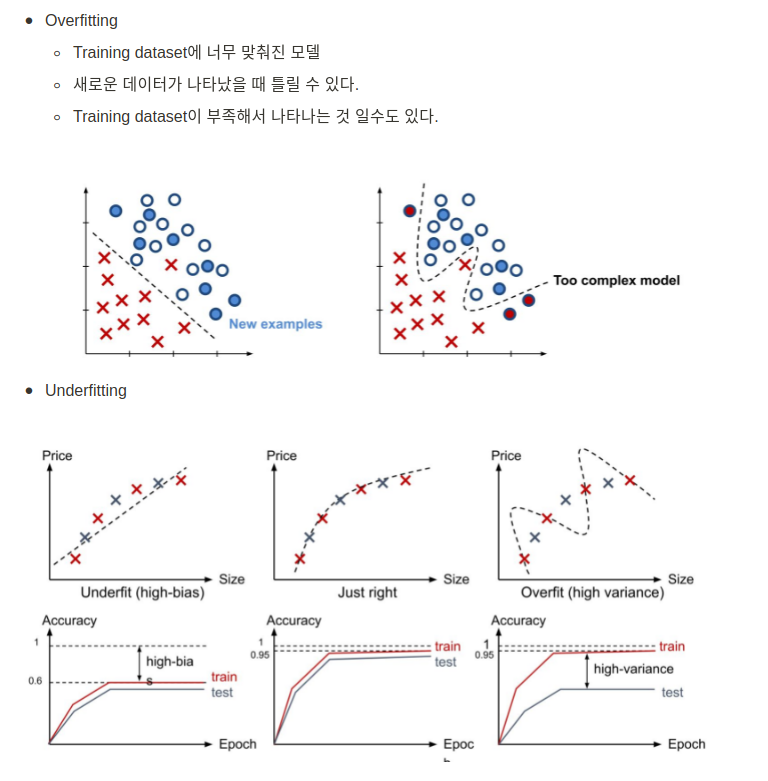 Overfitting
Training dataset에 너무 맞춰진 모델
새로운 데이터가 나타났을 때 틀릴 수 있다.
Training dataset이 부족해서 나타나는 것 일수도 있다.
New examples
Too complex model
Underfitting
Price
Size
Underfit (high-bias)
Price
Size
Just right
Price
Size
Overfit (high variance)
Accuracy
1
0.6
high-bia
s
train
test
Epoch
Accuracy
1
0.95
train
test
Epoc
h
Accuracy
1
0.95
train
high-variance
test
Epoch